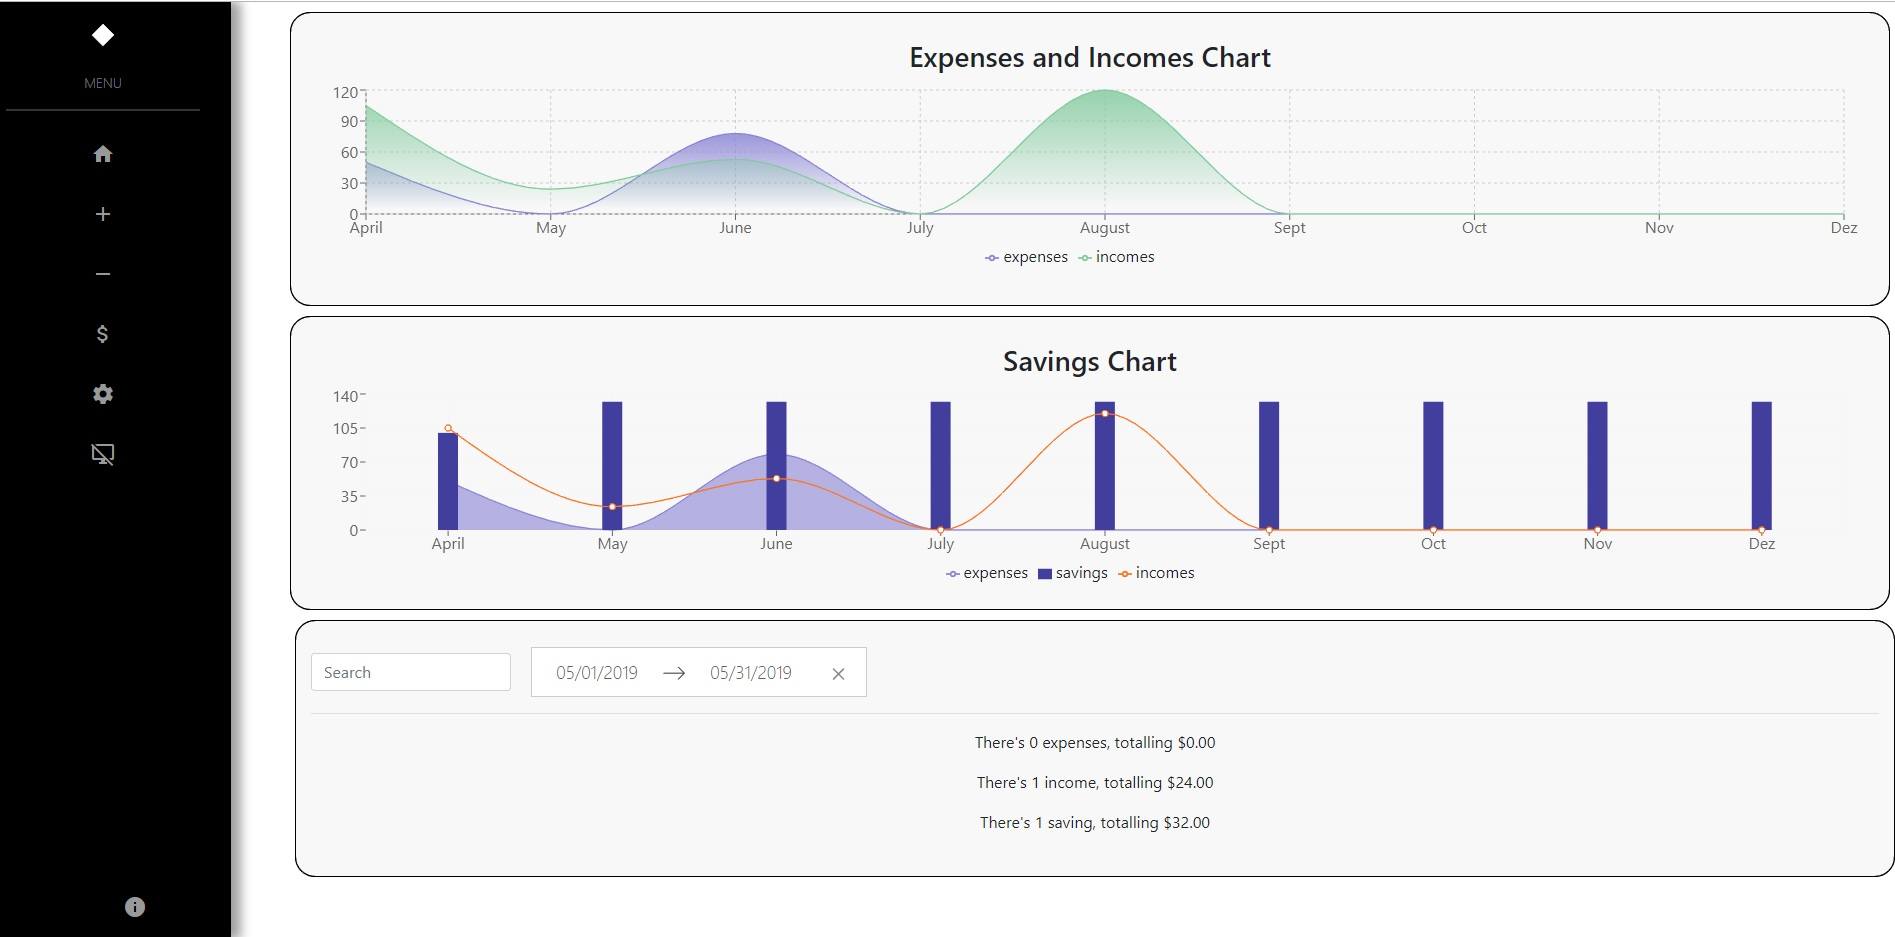 MENU
Expenses and Incomes Chart
120
90
60
30
0
April May June July August Sept Oct Nov Dez
expenses incomes
Savings Chart
140
105
70
35
0
April May June July August Sept Oct Nov Dez
expenses savings incomes
Search 05/01/2019 → 05/31/2019 ×
There's 0 expenses, totalling $0.00
There's 1 income, totalling $24.00
There's 1 saving, totalling $32.00